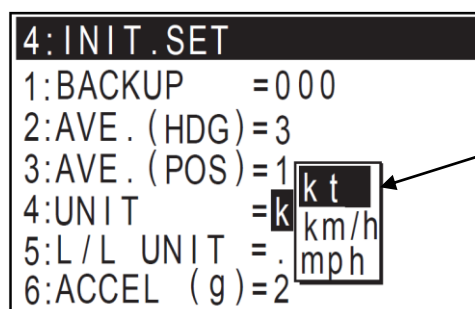 4:INIT.SET
1:BACKUP =000
2:AVE.(HDG)=3
3:AVE.(POS)=1
4:UNIT =k
5:L/L UNIT =.
6:ACCEL (g)=2
kt
km/h
mph